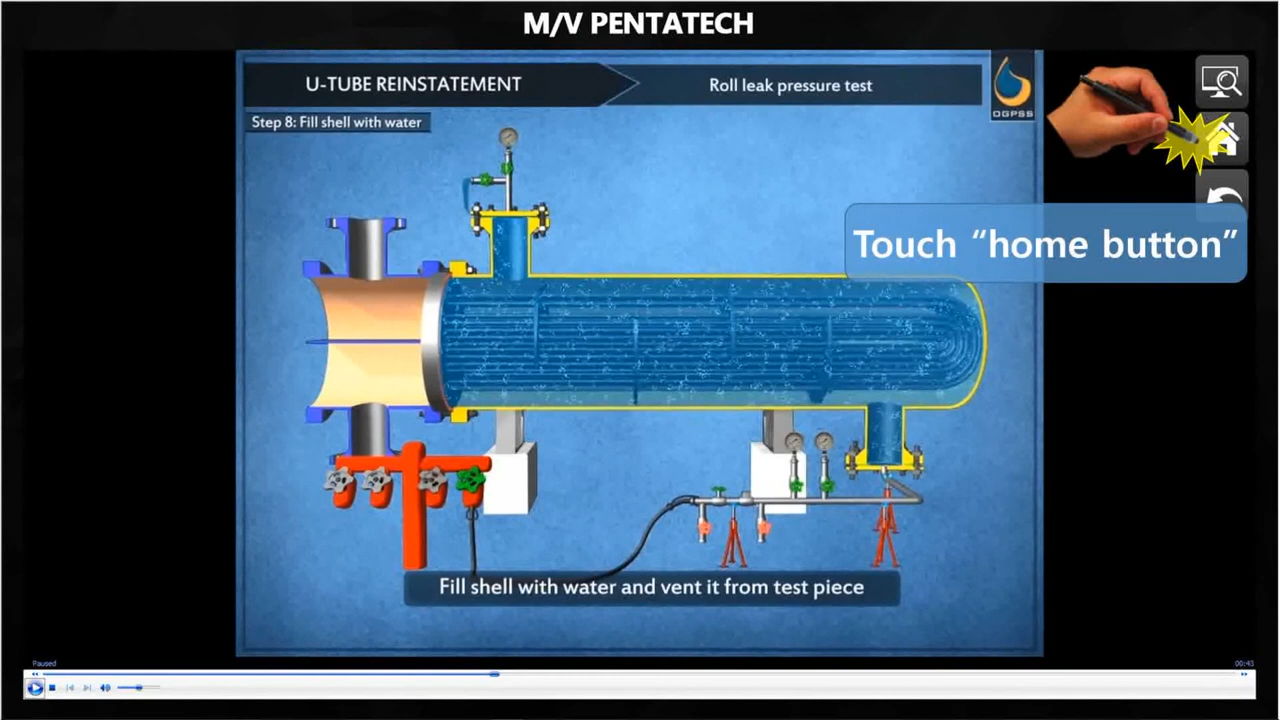 M/V PENTATECH
U-TUBE REINSTATEMENT
Roll leak pressure test
OGPSS
Step 8: Fill shell with water
Touch “home button”
Fill shell with water and vent it from test piece
Paused
00:43